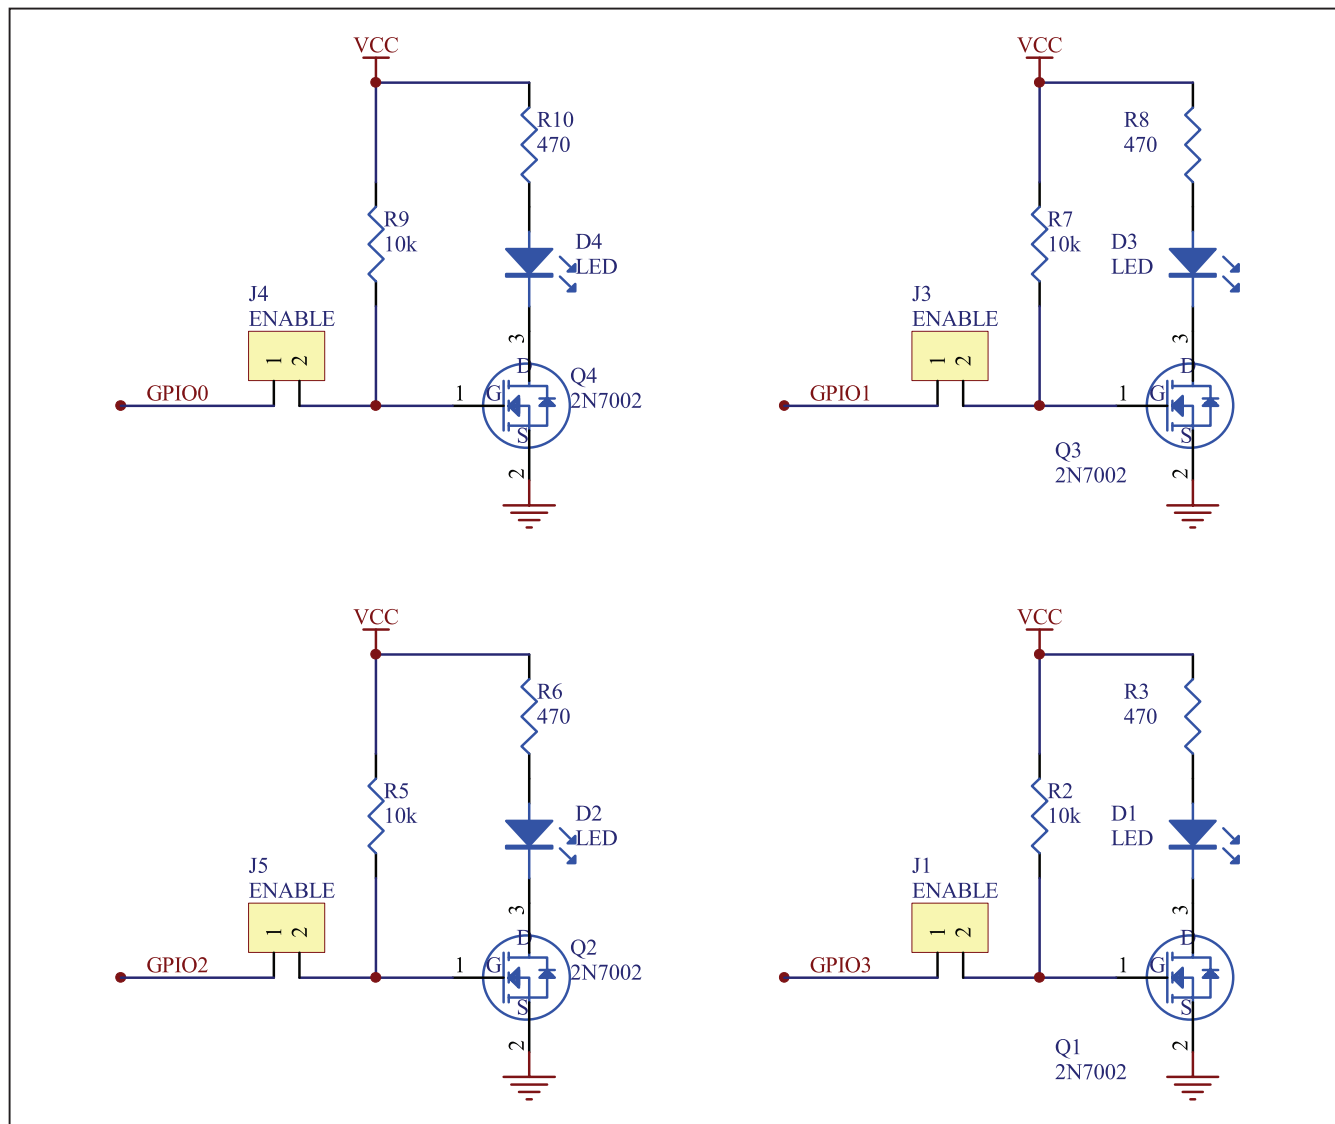 VCC
R10
470
R9
10k
D4
LED
J4
ENABLE
1
2
GPIO0
3
D
1
G
Q4
2N7002
S
2
VCC
R8
470
R7
10k
D3
LED
J3
ENABLE
1
2
GPIO1
3
D
1
G
S
Q3
2N7002
2
VCC
R6
470
R5
10k
D2
LED
J5
ENABLE
1
2
GPIO2
3
D
1
G
Q2
2N7002
S
2
VCC
R3
470
R2
10k
D1
LED
J1
ENABLE
1
2
GPIO3
3
D
1
G
S
Q1
2N7002
2